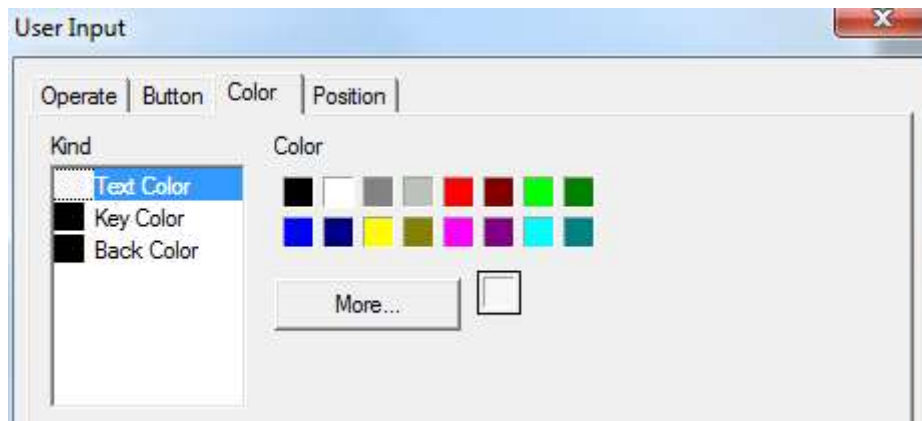 User Input
Operate Button Color Position
Kind Color
Text Color
Key Color
Back Color
More...